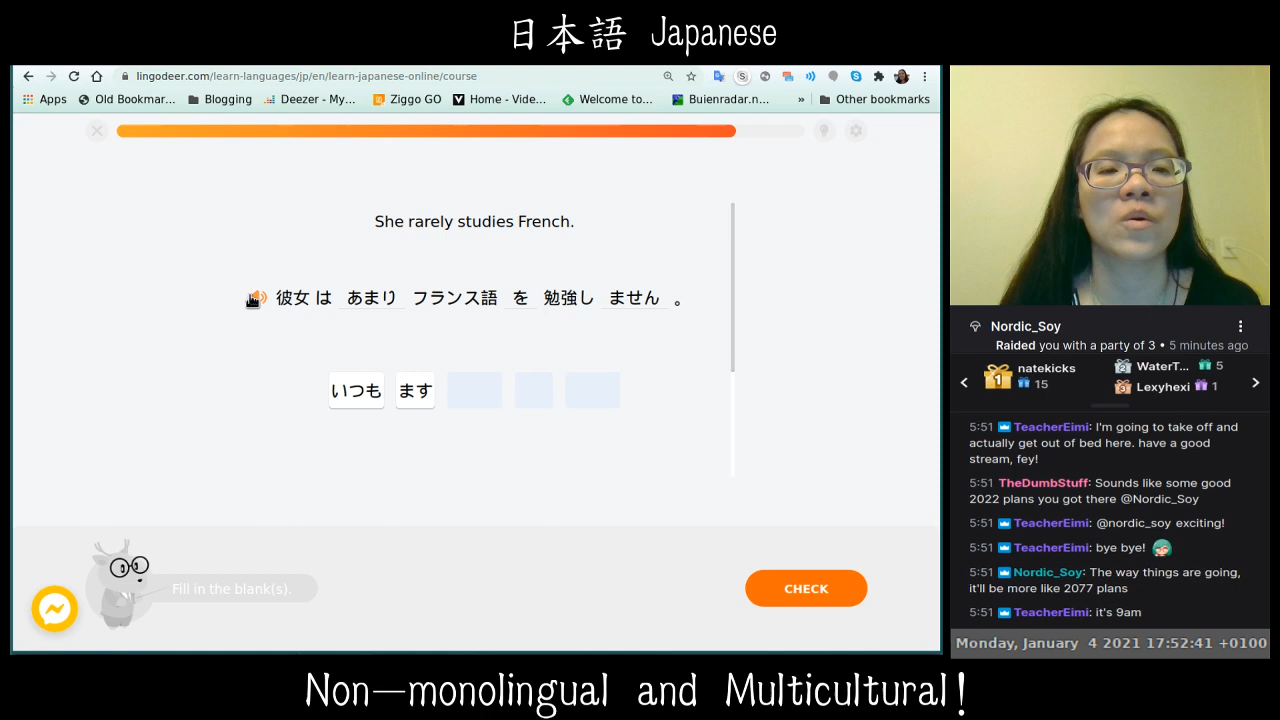 日本語 Japanese
lingodeer.com/learn-languages/jp/en/learn-japanese-online/course
Apps Old Bookmar... Blogging Deezer - My... Ziggo GO Home - Vide... Welcome to... Buienradar.n... » Other bookmarks
She rarely studies French.
彼女 は あまり フランス語 を 勉強し ません 。
いつも ます
Fill in the blank(s).
CHECK
Nordic_Soy
Raided you with a party of 3 • 5 minutes ago
natekicks
15
WaterT... 5
Lexyhexi 1
5:51 TeacherEimi: I'm going to take off and
actually get out of bed here. have a good
stream, fey!
5:51 TheDumbStuff: Sounds like some good
2022 plans you got there @Nordic_Soy
5:51 TeacherEimi: @nordic_soy exciting!
5:51 TeacherEimi: bye bye!
5:51 Nordic_Soy: The way things are going,
it'll be more like 2077 plans
5:51 TeacherEimi: it's 9am
Monday, January 4 2021 17:52:41 +0100
Non-monolingual and Multicultural!